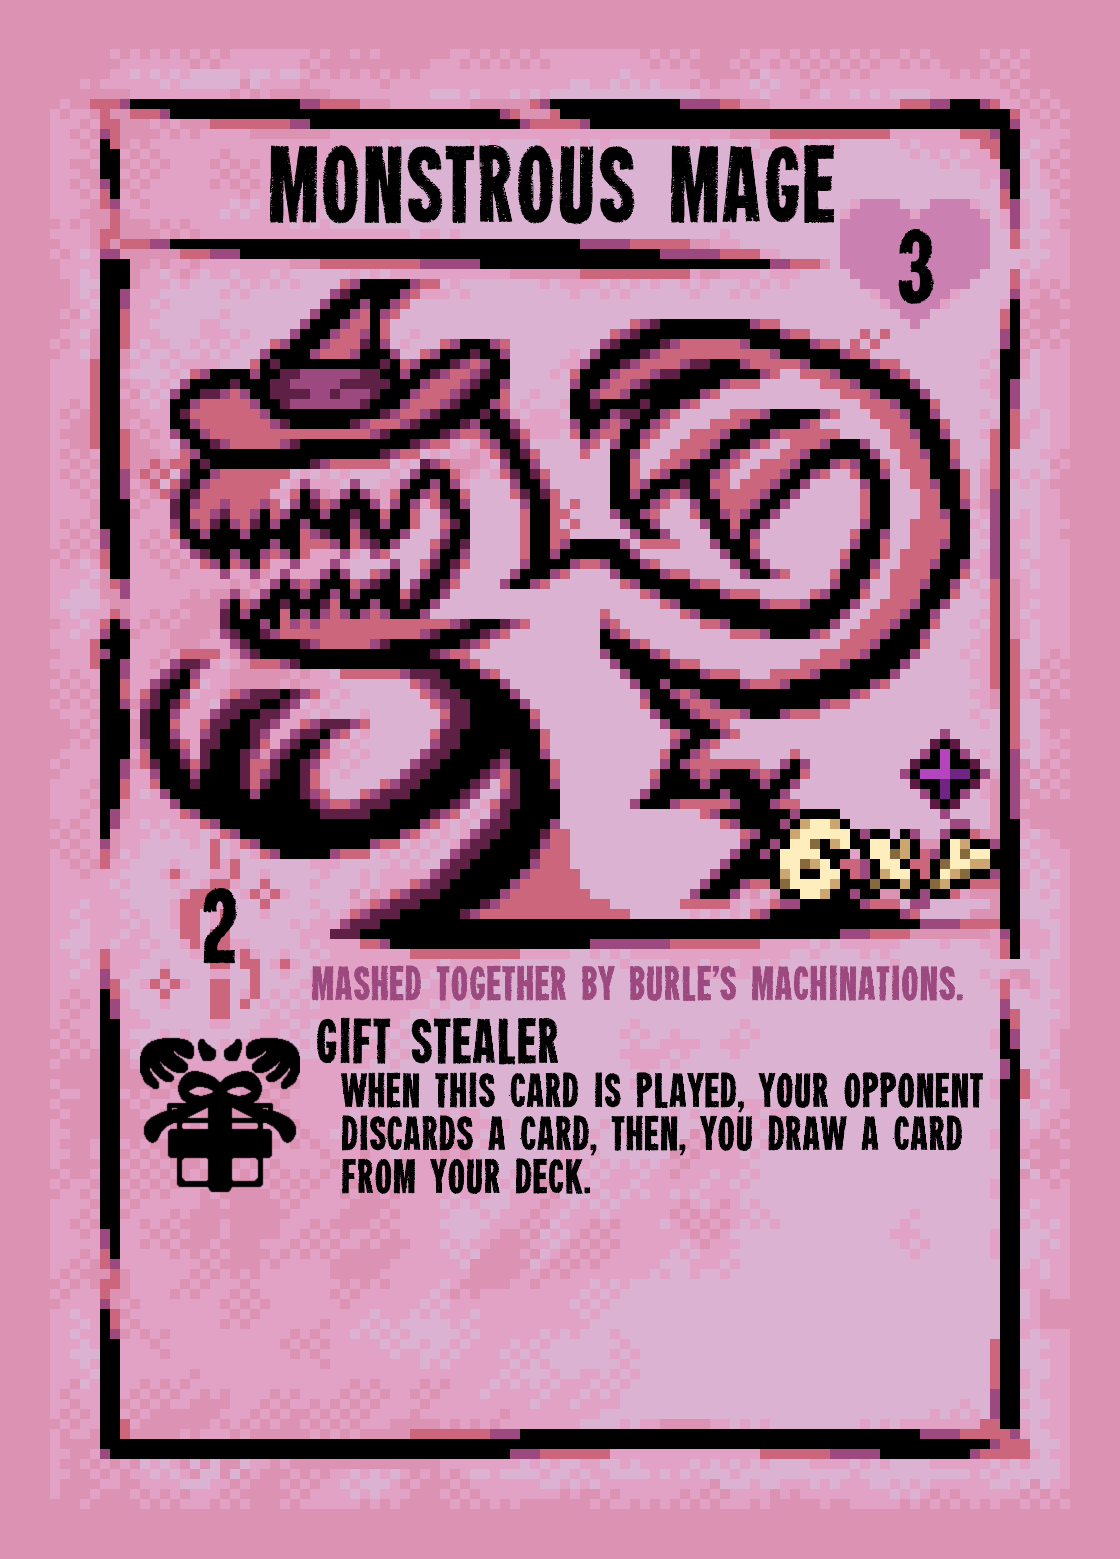 MONSTROUS MAGE
3
2
MASHED TOGETHER BY BURLE'S MACHINATIONS.
GIFT STEALER
WHEN THIS CARD IS PLAYED, YOUR OPPONENT
DISCARDS A CARD, THEN, YOU DRAW A CARD
FROM YOUR DECK.